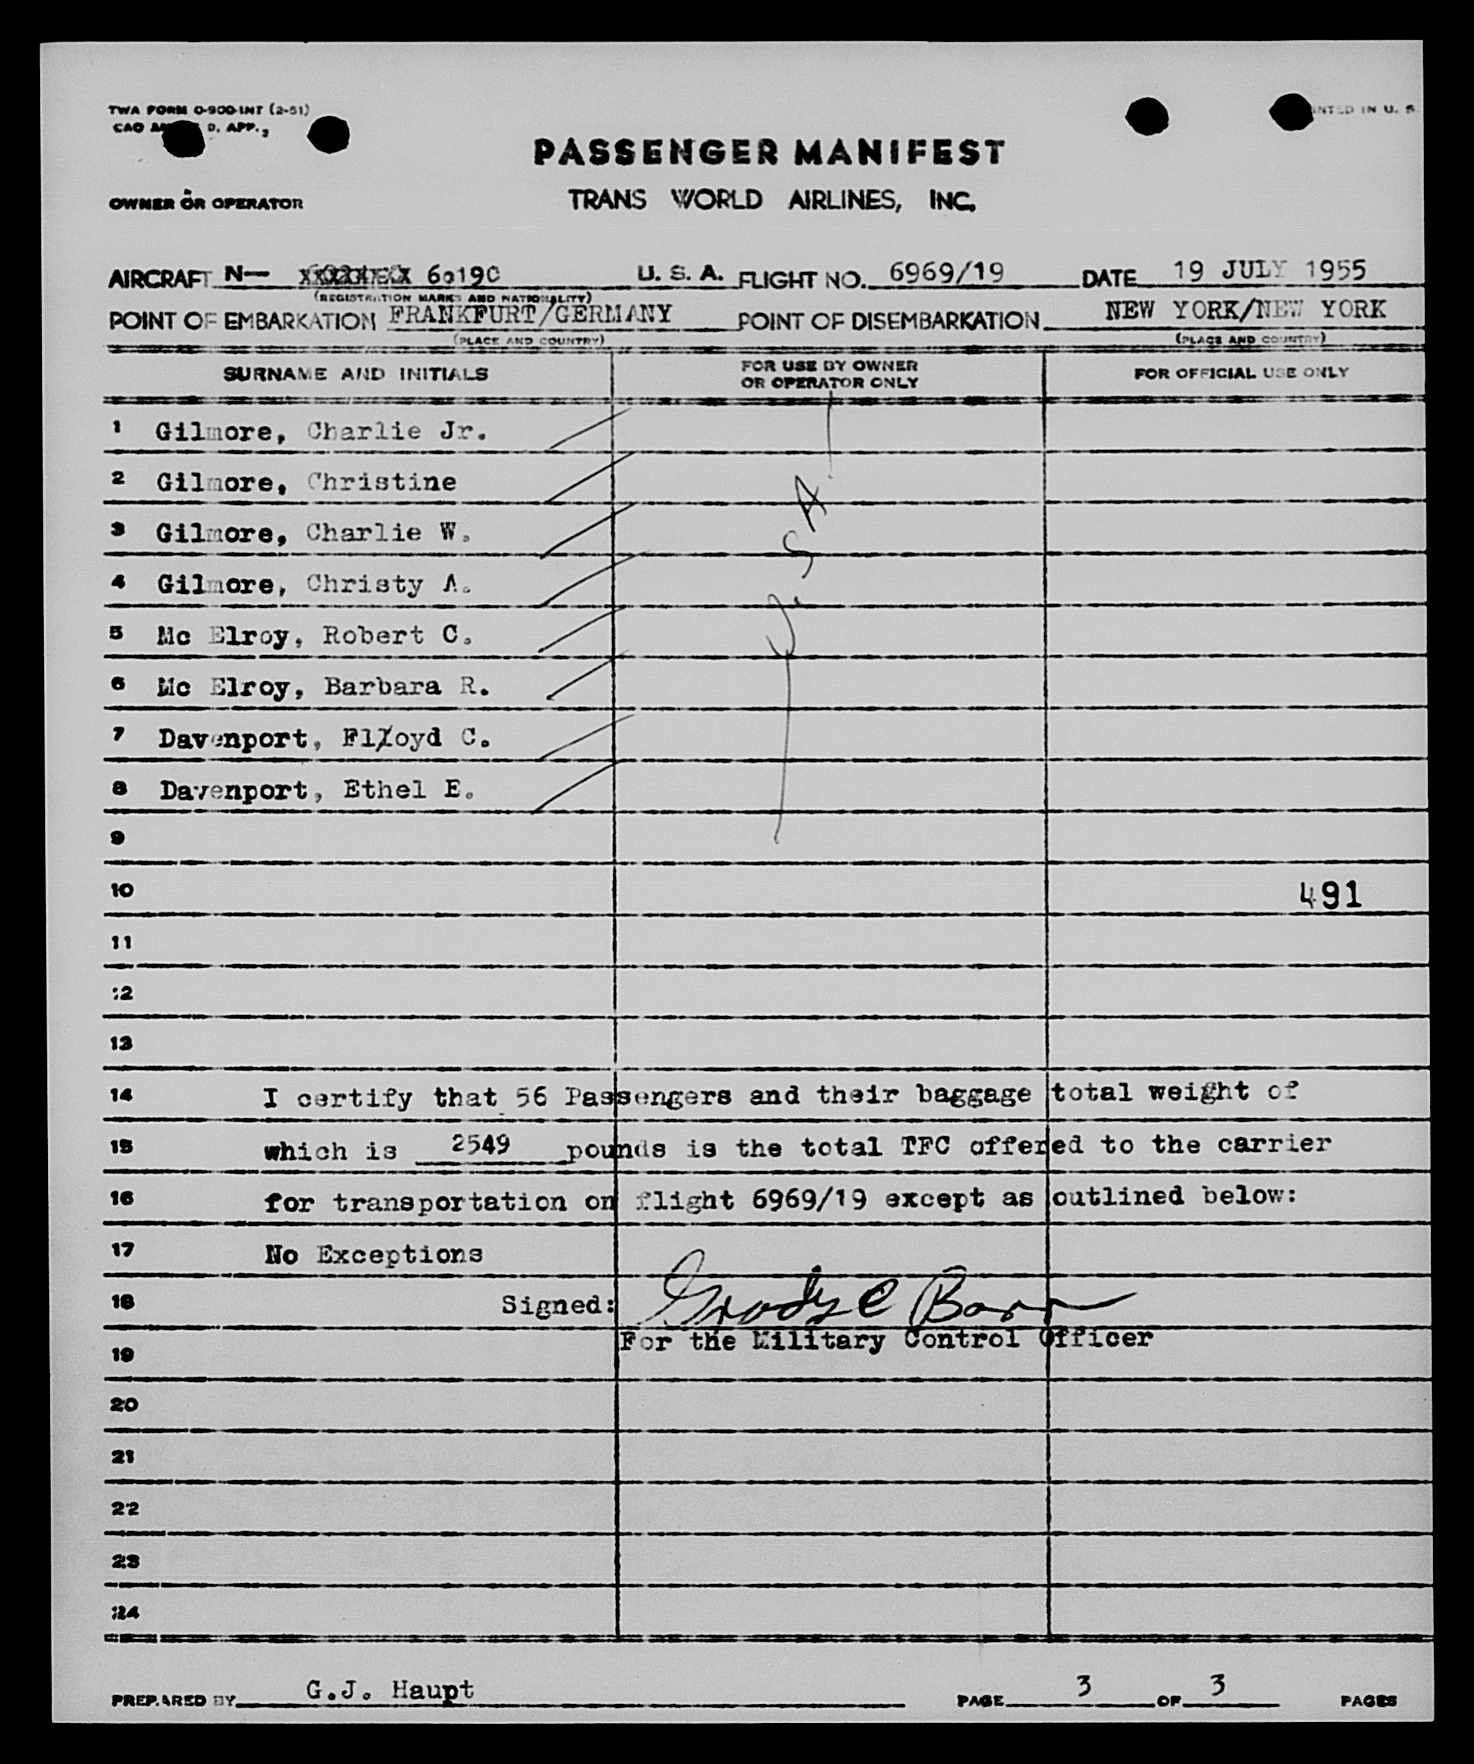 TWA FORM O-900-INT (2-51)
CAO D. APP.
INTED IN U. S.
PASSENGER MANIFEST
OWNER OR OPERATOR
TRANS WORLD AIRLINES, INC.
AIRCRAFT N— 6o19C U. S. A. FLIGHT NO. 6969/19 DATE 19 JULY 1955
(REGISTRATION MARKS AND NATIONALITY)
POINT OF EMBARKATION FRANKFURT/GERMANY POINT OF DISEMBARKATION NEW YORK/NEW YORK
(PLACE AND COUNTRY) (PLACE AND COUNTRY)
SURNAME AND INITIALS FOR USE BY OWNER OR OPERATOR ONLY FOR OFFICIAL USE ONLY
1 Gilmore, Charlie Jr.
2 Gilmore, Christine
3 Gilmore, Charlie W.
4 Gilmore, Christy A.
5 Mc Elroy, Robert C.
6 Mc Elroy, Barbara R.
7 Davenport, Floyd C.
8 Davenport, Ethel E.
U.S.A.
9
10 491
11
12
13
14 I certify that 56 Passengers and their baggage total weight of
15 which is 2549 pounds is the total TFC offered to the carrier
16 for transportation on flight 6969/19 except as outlined below:
17 No Exceptions
18 Signed: Grady C Barr
19 For the Military Control Officer
20
21
22
23
24
PREPARED BY G.J. Haupt PAGE 3 OF 3 PAGES